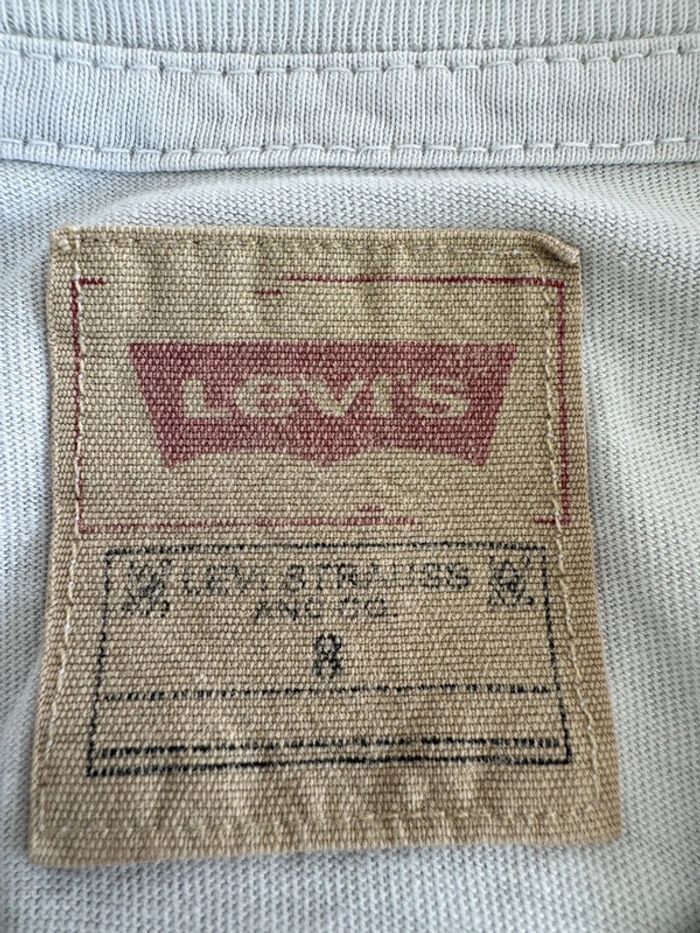 Levi's
LEVI STRAUSS
AND CO.
8